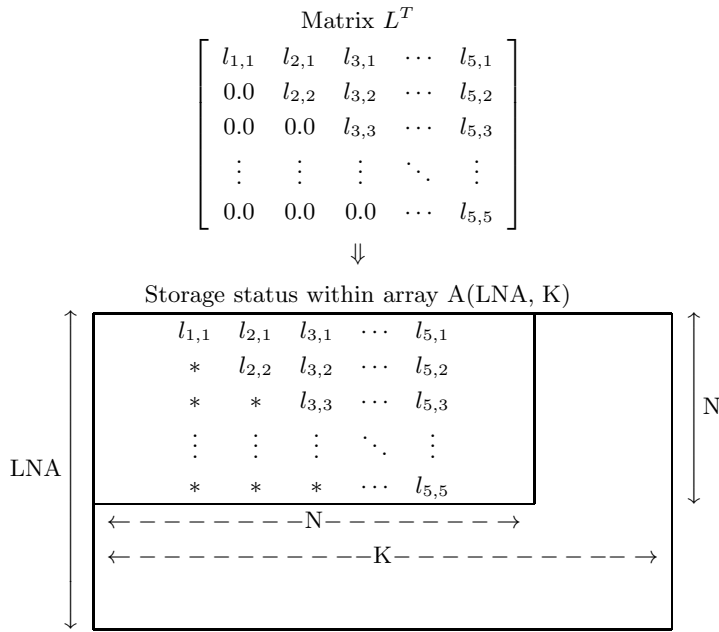 Matrix L^T
l_{1,1} l_{2,1} l_{3,1} ⋯ l_{5,1}
0.0 l_{2,2} l_{3,2} ⋯ l_{5,2}
0.0 0.0 l_{3,3} ⋯ l_{5,3}
⋮ ⋮ ⋮ ⋱ ⋮
0.0 0.0 0.0 ⋯ l_{5,5}
⇓
Storage status within array A(LNA, K)
l_{1,1} l_{2,1} l_{3,1} ⋯ l_{5,1}
* l_{2,2} l_{3,2} ⋯ l_{5,2}
* * l_{3,3} ⋯ l_{5,3}
N
⋮ ⋮ ⋮ ⋱ ⋮
LNA
* * * ⋯ l_{5,5}
N
K